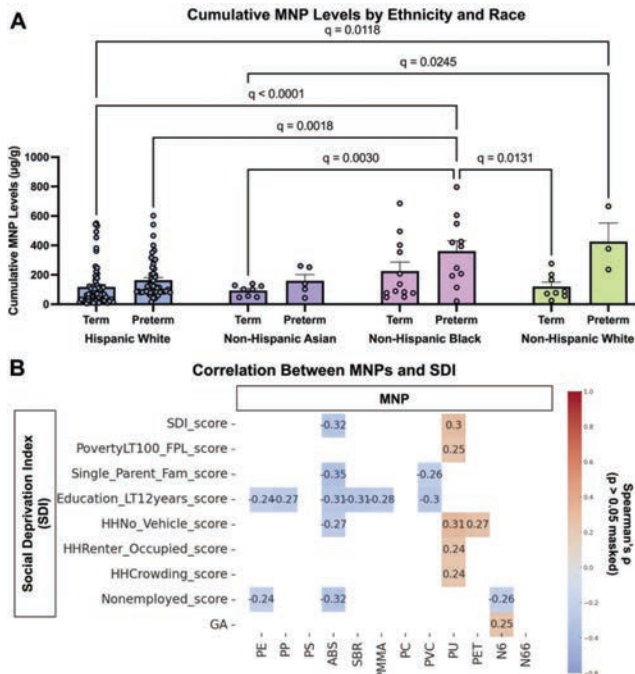 A
Cumulative MNP Levels by Ethnicity and Race
q = 0.0118
q = 0.0245
q < 0.0001
q = 0.0018
q = 0.0030
q = 0.0131
Cumulative MNP Levels (µg/g)
1000
800
600
400
200
0
Term Preterm Term Preterm Term Preterm Term Preterm
Hispanic White Non-Hispanic Asian Non-Hispanic Black Non-Hispanic White
B
Correlation Between MNPs and SDI
MNP
Social Deprivation Index
(SDI)
SDI_score - -0.32 0.3
PovertyLT100_FPL_score - 0.25
Single_Parent_Fam_score - -0.35 -0.26
Education_LT12years_score - -0.24 -0.27 -0.31 -0.31 -0.28 -0.3
HHNo_Vehicle_score - -0.27 0.31 0.27
HHRenter_Occupied_score - 0.24
HHCrowding_score - 0.24
Nonemployed_score - -0.24 -0.32 -0.26
GA - 0.25
PE -
PP -
PS -
ABS -
SBR -
PMMA -
PC -
PVC -
PU -
PET -
N6 -
N66 -
1.0
0.8
0.6
0.4
0.2
0.0
-0.2
-0.4
-0.6
Spearman's ρ
(p > 0.05 masked)